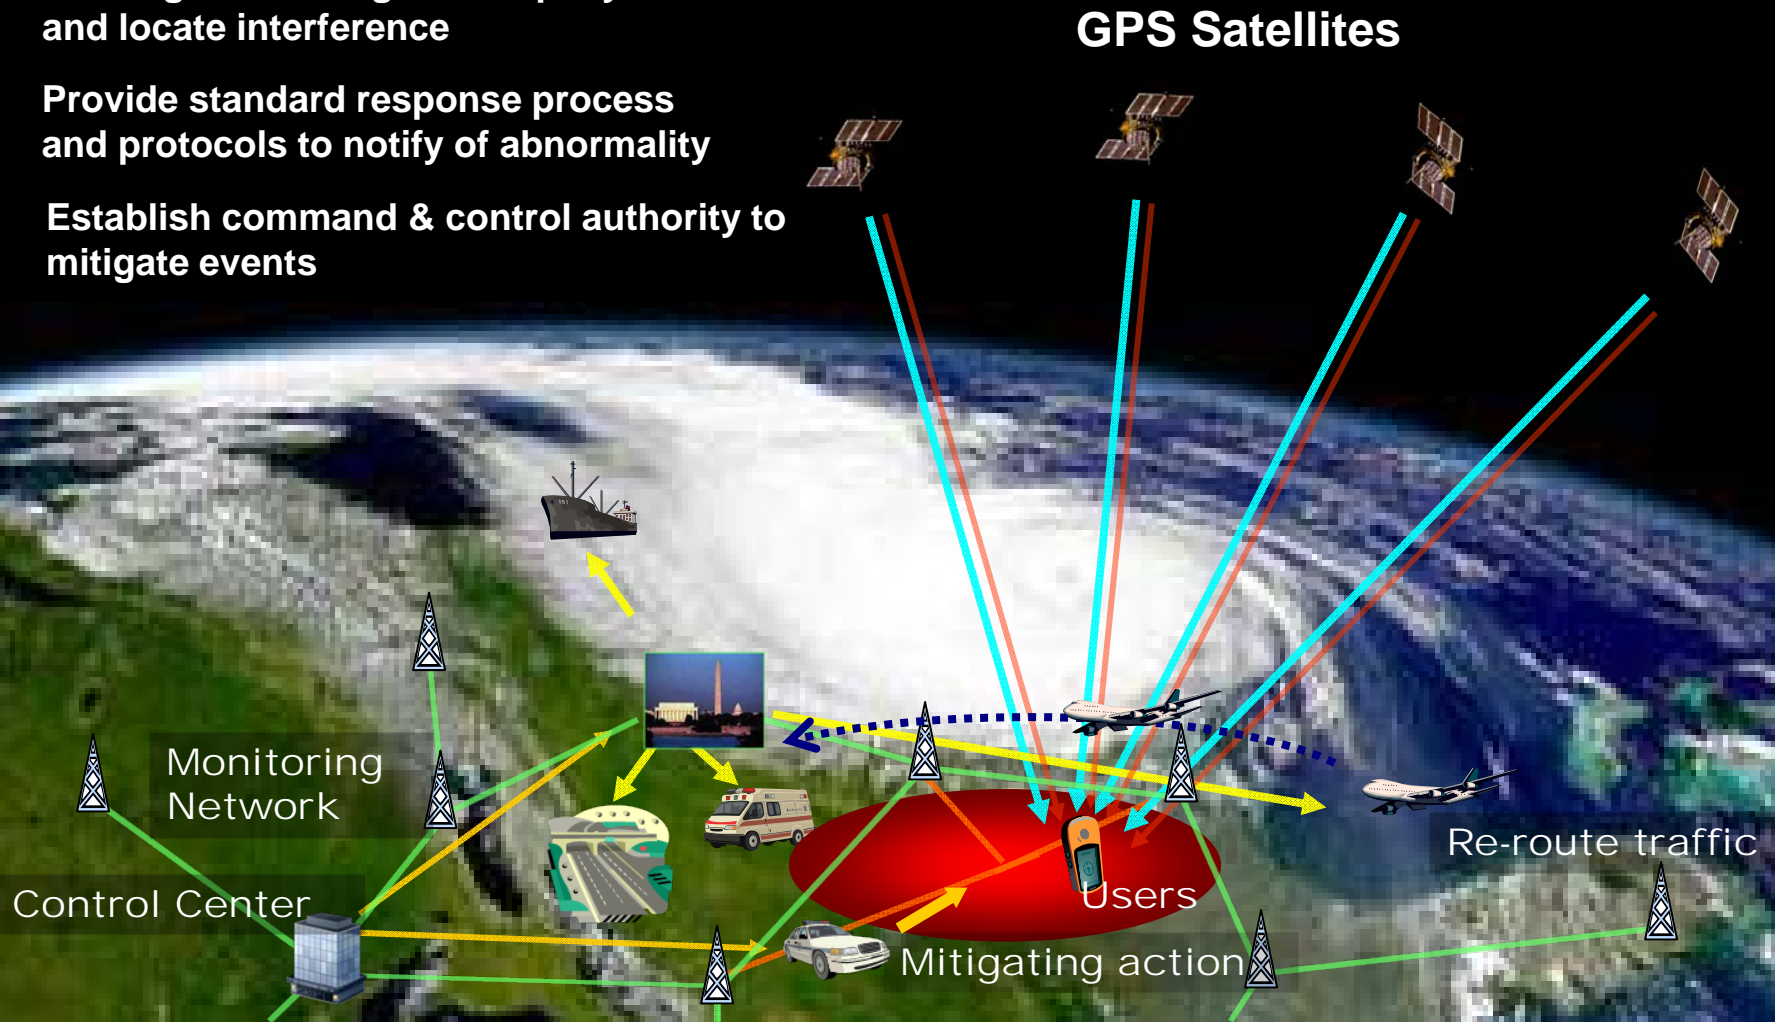 and locate interference
Provide standard response process
and protocols to notify of abnormality
Establish command & control authority to
mitigate events
GPS Satellites
Monitoring
Network
Control Center
Re-route traffic
Users
Mitigating action